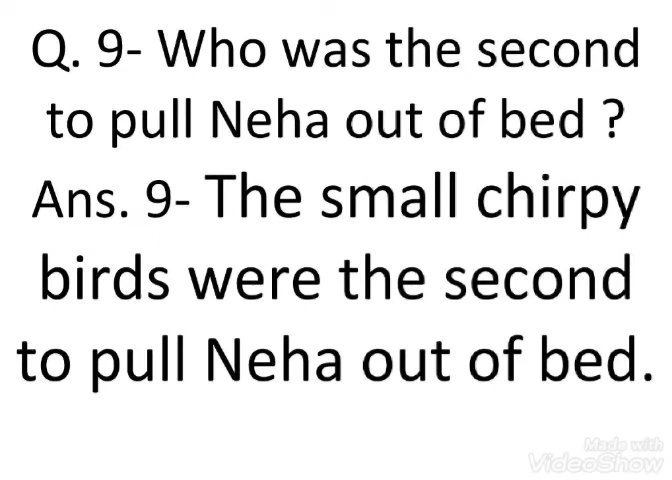 Q. 9- Who was the second
to pull Neha out of bed ?
Ans. 9- The small chirpy
birds were the second
to pull Neha out of bed.
Made with
VideoShow